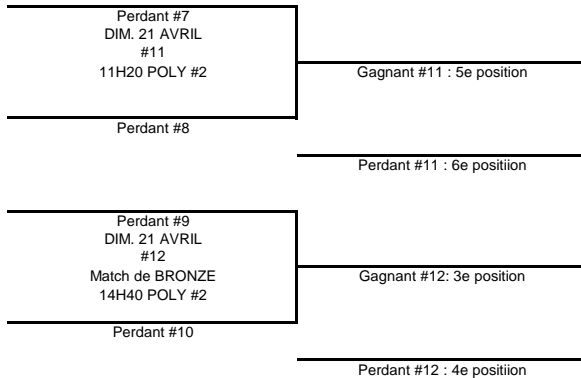 Perdant #7
DIM. 21 AVRIL
#11
11H20 POLY #2
Gagnant #11 : 5e position
Perdant #8
Perdant #11 : 6e positiion
Perdant #9
DIM. 21 AVRIL
#12
Match de BRONZE
14H40 POLY #2
Gagnant #12: 3e position
Perdant #10
Perdant #12 : 4e positiion